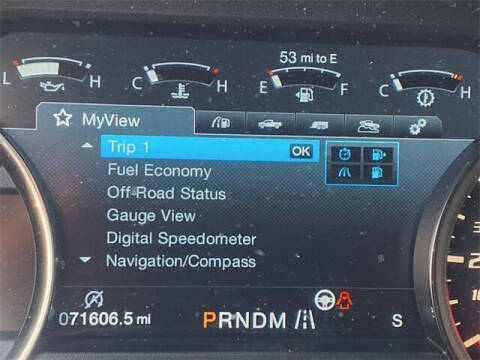 53 mi to E
L H C H E F C H
MyView
Trip 1 OK
Fuel Economy
Off Road Status
Gauge View
Digital Speedometer
Navigation/Compass
071606.5 mi PRNDM S